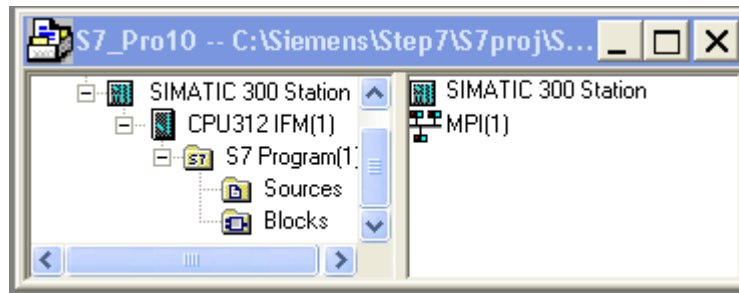 S7_Pro10 -- C:\Siemens\Step7\S7proj\S...
SIMATIC 300 Station
CPU312 IFM(1)
S7 S7 Program(1
Sources
Blocks
SIMATIC 300 Station
MPI(1)